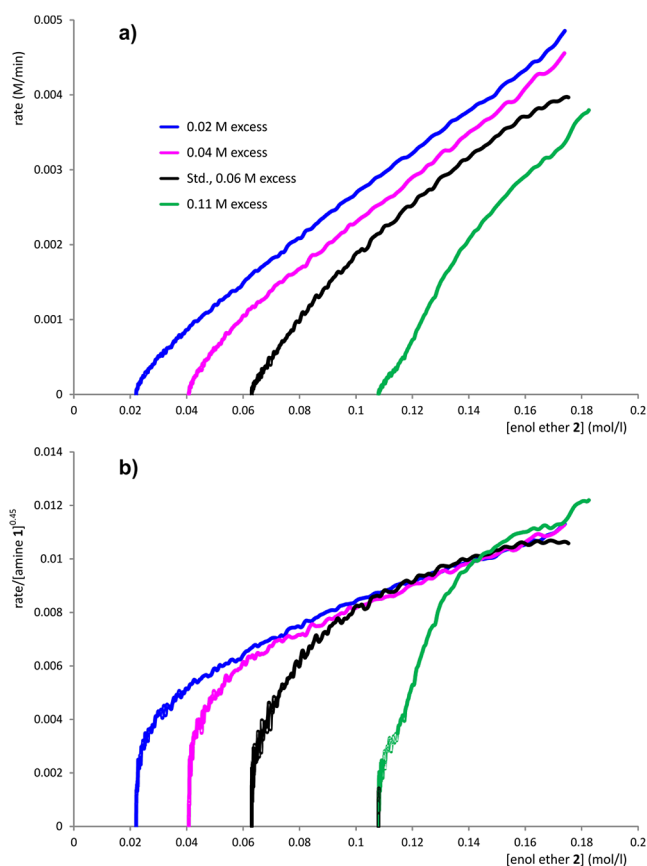 a)
rate (M/min)
0.005
0.004
0.003
0.002
0.001
0
0.02 M excess
0.04 M excess
Std., 0.06 M excess
0.11 M excess
0 0.02 0.04 0.06 0.08 0.1 0.12 0.14 0.16 0.18 0.2
[enol ether 2] (mol/l)
b)
rate/[amine 1]^0.45
0.014
0.012
0.01
0.008
0.006
0.004
0.002
0
0 0.02 0.04 0.06 0.08 0.1 0.12 0.14 0.16 0.18 0.2
[enol ether 2] (mol/l)